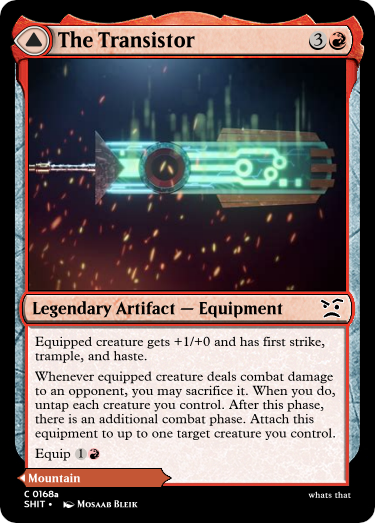 The Transistor 3
Legendary Artifact — Equipment
Equipped creature gets +1/+0 and has first strike,
trample, and haste.
Whenever equipped creature deals combat damage
to an opponent, you may sacrifice it. When you do,
untap each creature you control. After this phase,
there is an additional combat phase. Attach this
equipment to up to one target creature you control.
Equip 1
Mountain
C 0168a
SHIT • Mosaab Bleik
whats that